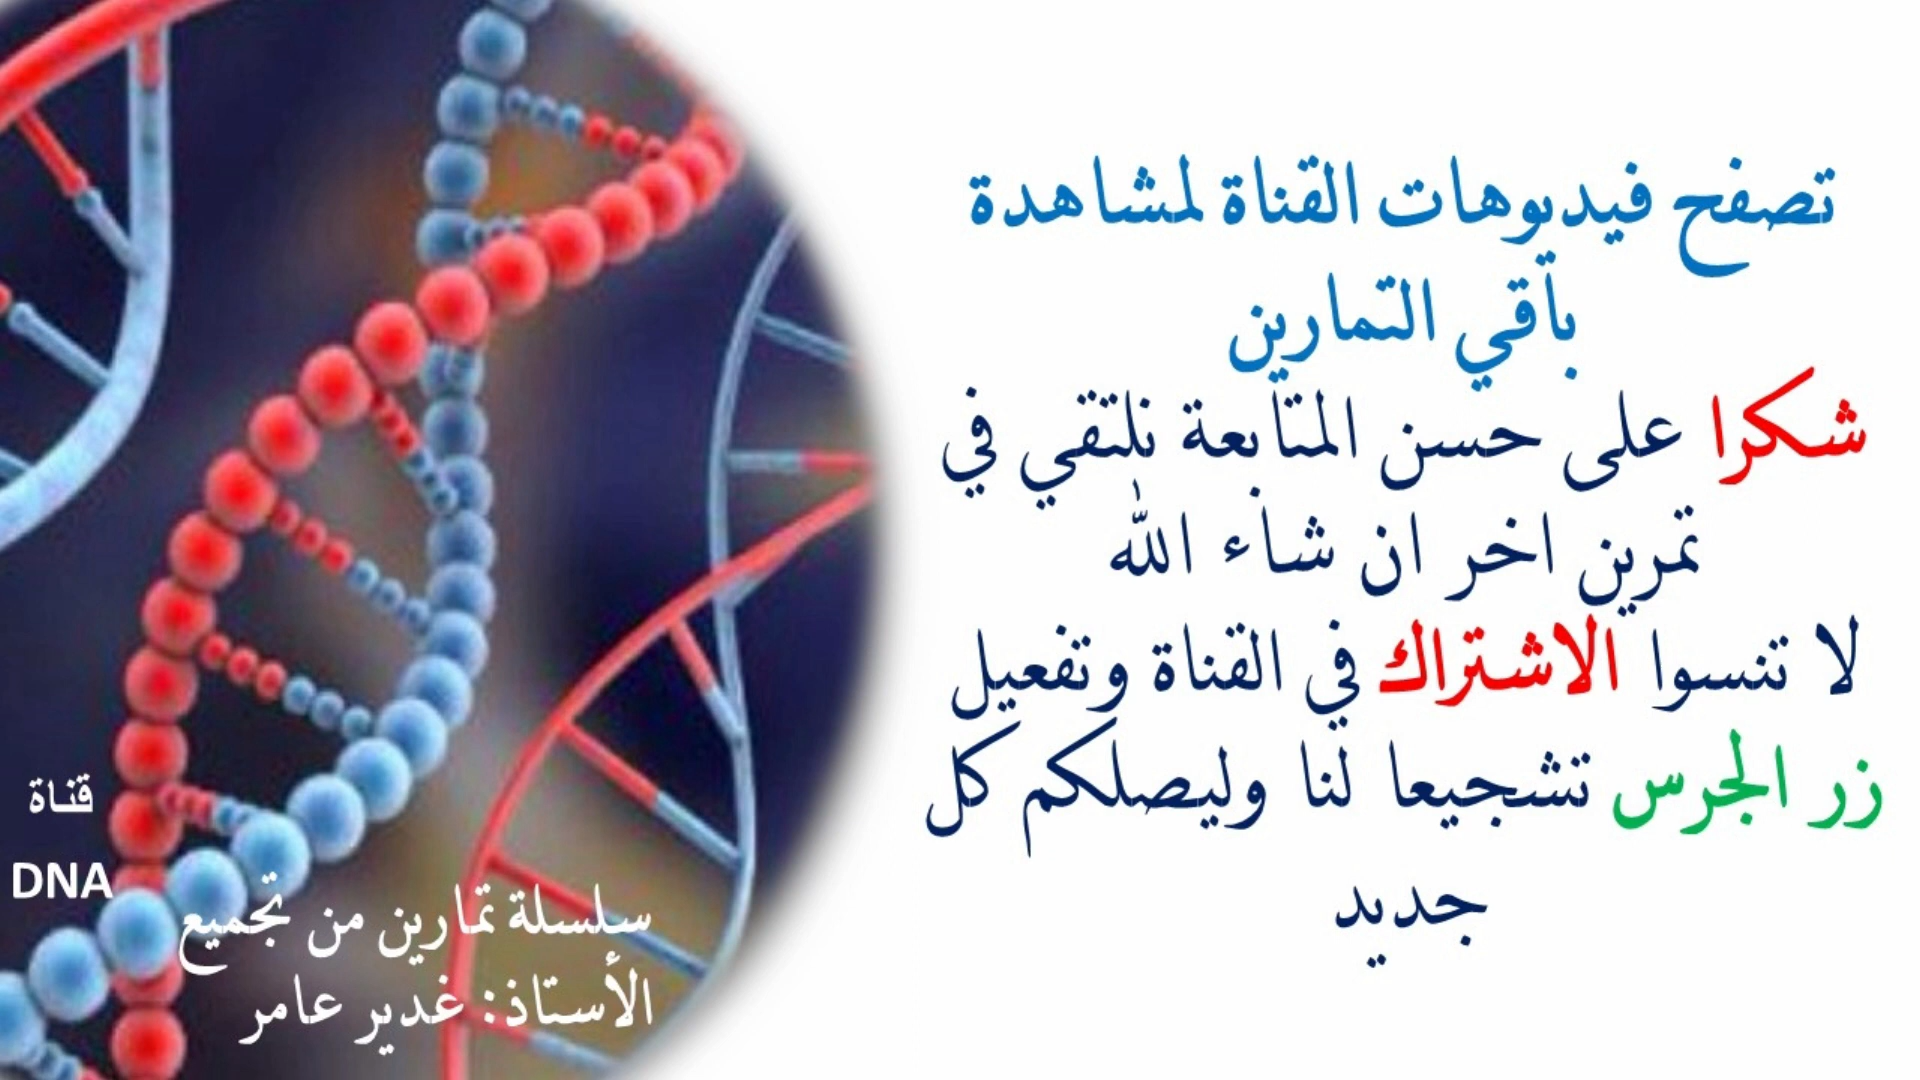 تصفح فيديوهات القناة لمشاهدة
باقي التمارين
شكرا على حسن المتابعة نلتقي في
تمرين اخر ان شاء الله
لا تنسوا الاشتراك في القناة وتفعيل
زر الجرس تشجيعا لنا وليصلكم كل
جديد
قناة
DNA
سلسلة تمارين من تجميع
الأستاذ: غدير عامر